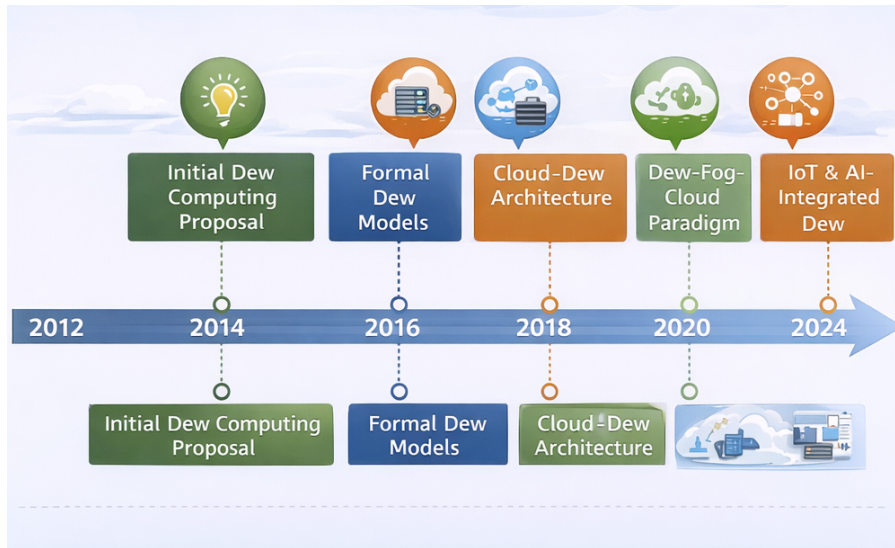 Initial Dew
Computing
Proposal
Formal
Dew
Models
Cloud-Dew
Architecture
Dew-Fog-
Cloud
Paradigm
IoT & AI-
Integrated
Dew
2012 2014 2016 2018 2020 2024
Initial Dew Computing
Proposal
Formal Dew
Models
Cloud-Dew
Architecture